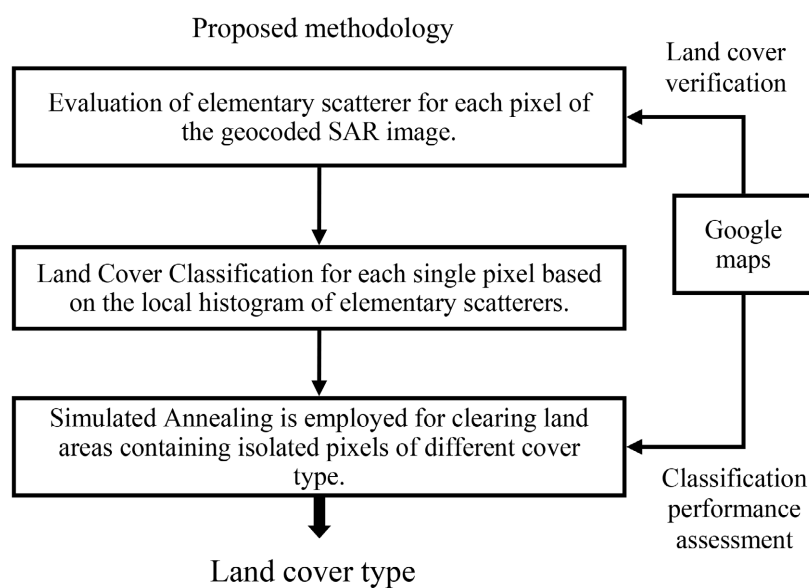 Proposed methodology
Land cover
verification
Evaluation of elementary scatterer for each pixel of
the geocoded SAR image.
Google
maps
Land Cover Classification for each single pixel based
on the local histogram of elementary scatterers.
Simulated Annealing is employed for clearing land
areas containing isolated pixels of different cover
type.
Classification
performance
assessment
Land cover type